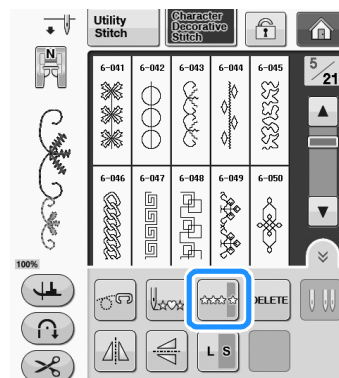 Utility
Stitch
Character
Decorative
Stitch
N
5/21
6-041 6-042 6-043 6-044 6-045
6-046 6-047 6-048 6-049 6-050
100%
DELETE
L S